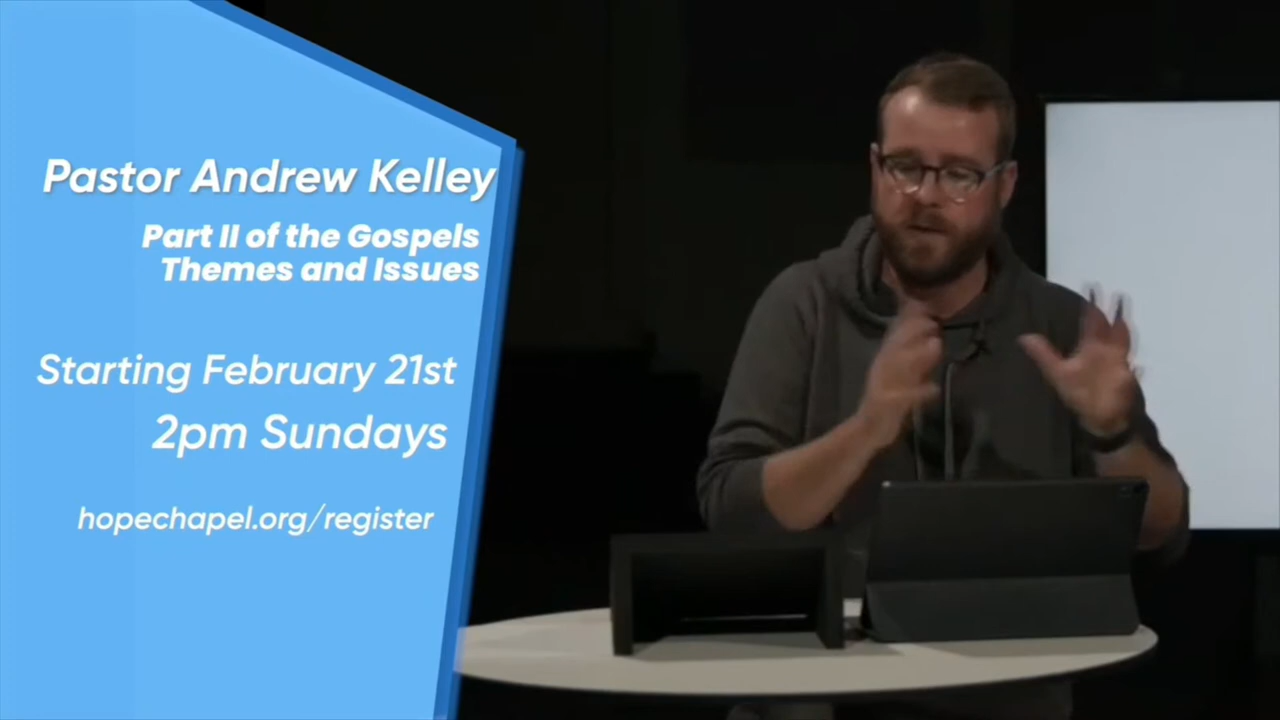 Pastor Andrew Kelley
Part II of the Gospels
Themes and Issues
Starting February 21st
2pm Sundays
hopechapel.org/register